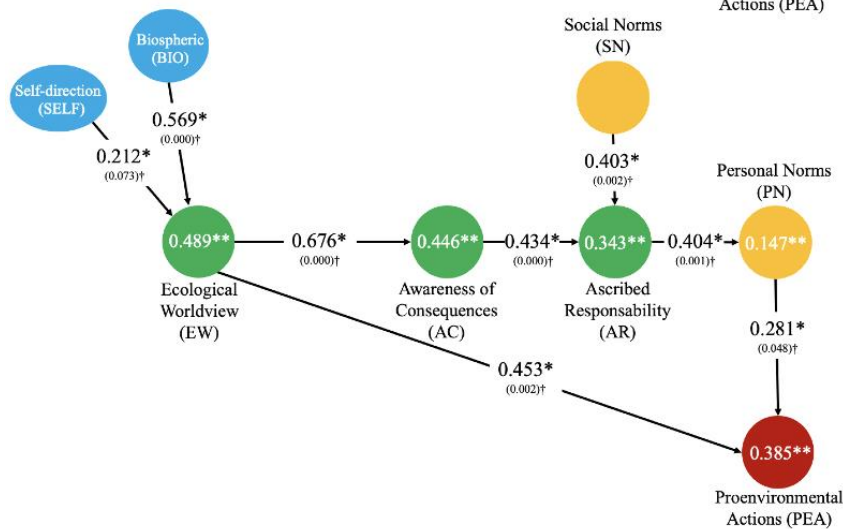 Actions (PEA)
Biospheric
(BIO)
Social Norms
(SN)
Self-direction
(SELF)
0.569*
(0.000)†
0.212*
(0.073)†
0.403*
(0.002)†
Personal Norms
(PN)
0.489**
0.676*
(0.000)†
0.446**
0.434*
(0.000)†
0.343**
0.404*
(0.001)†
0.147**
Ecological
Worldview
(EW)
Awareness of
Consequences
(AC)
Ascribed
Responsability
(AR)
0.281*
(0.048)†
0.453*
(0.002)†
0.385**
Proenvironmental
Actions (PEA)